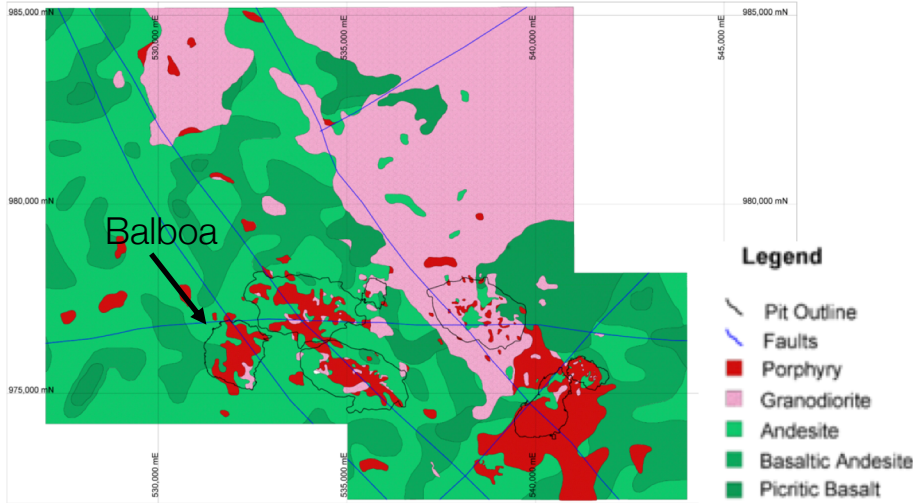 985,000 mN
530,000 mE
535,000 mE
540,000 mE
985,000 mN
545,000 mE
980,000 mN
980,000 mN
Balboa
Legend
Pit Outline
Faults
Porphyry
Granodiorite
Andesite
Basaltic Andesite
Picritic Basalt
975,000 mN
975,000 mN
530,000 mE
535,000 mE
540,000 mE